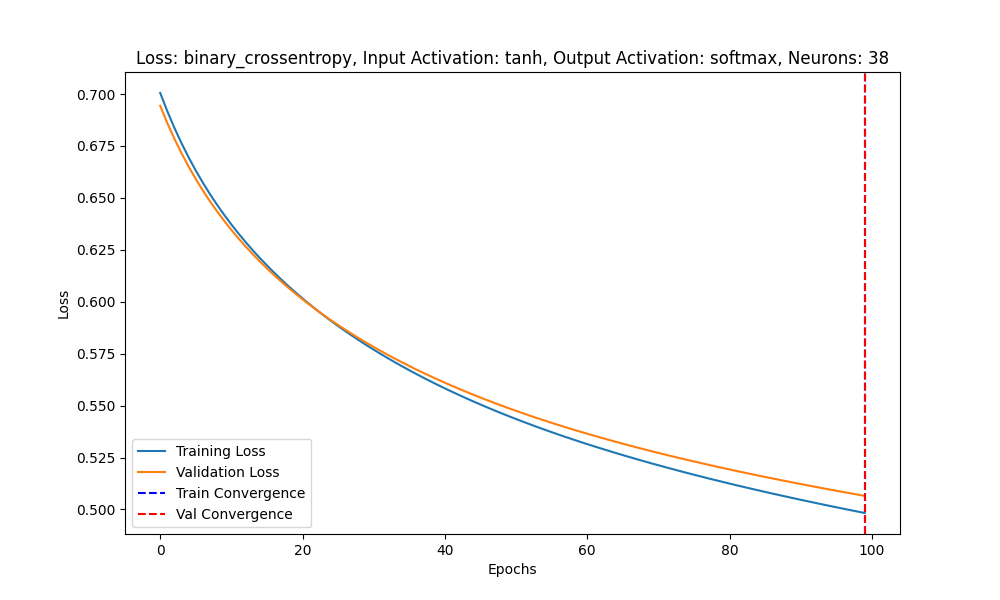 Loss: binary_crossentropy, Input Activation: tanh, Output Activation: softmax, Neurons: 38
0.700
0.675
0.650
0.625
0.600
0.575
0.550
0.525
0.500
Loss
Training Loss
Validation Loss
Train Convergence
Val Convergence
0 20 40 60 80 100
Epochs